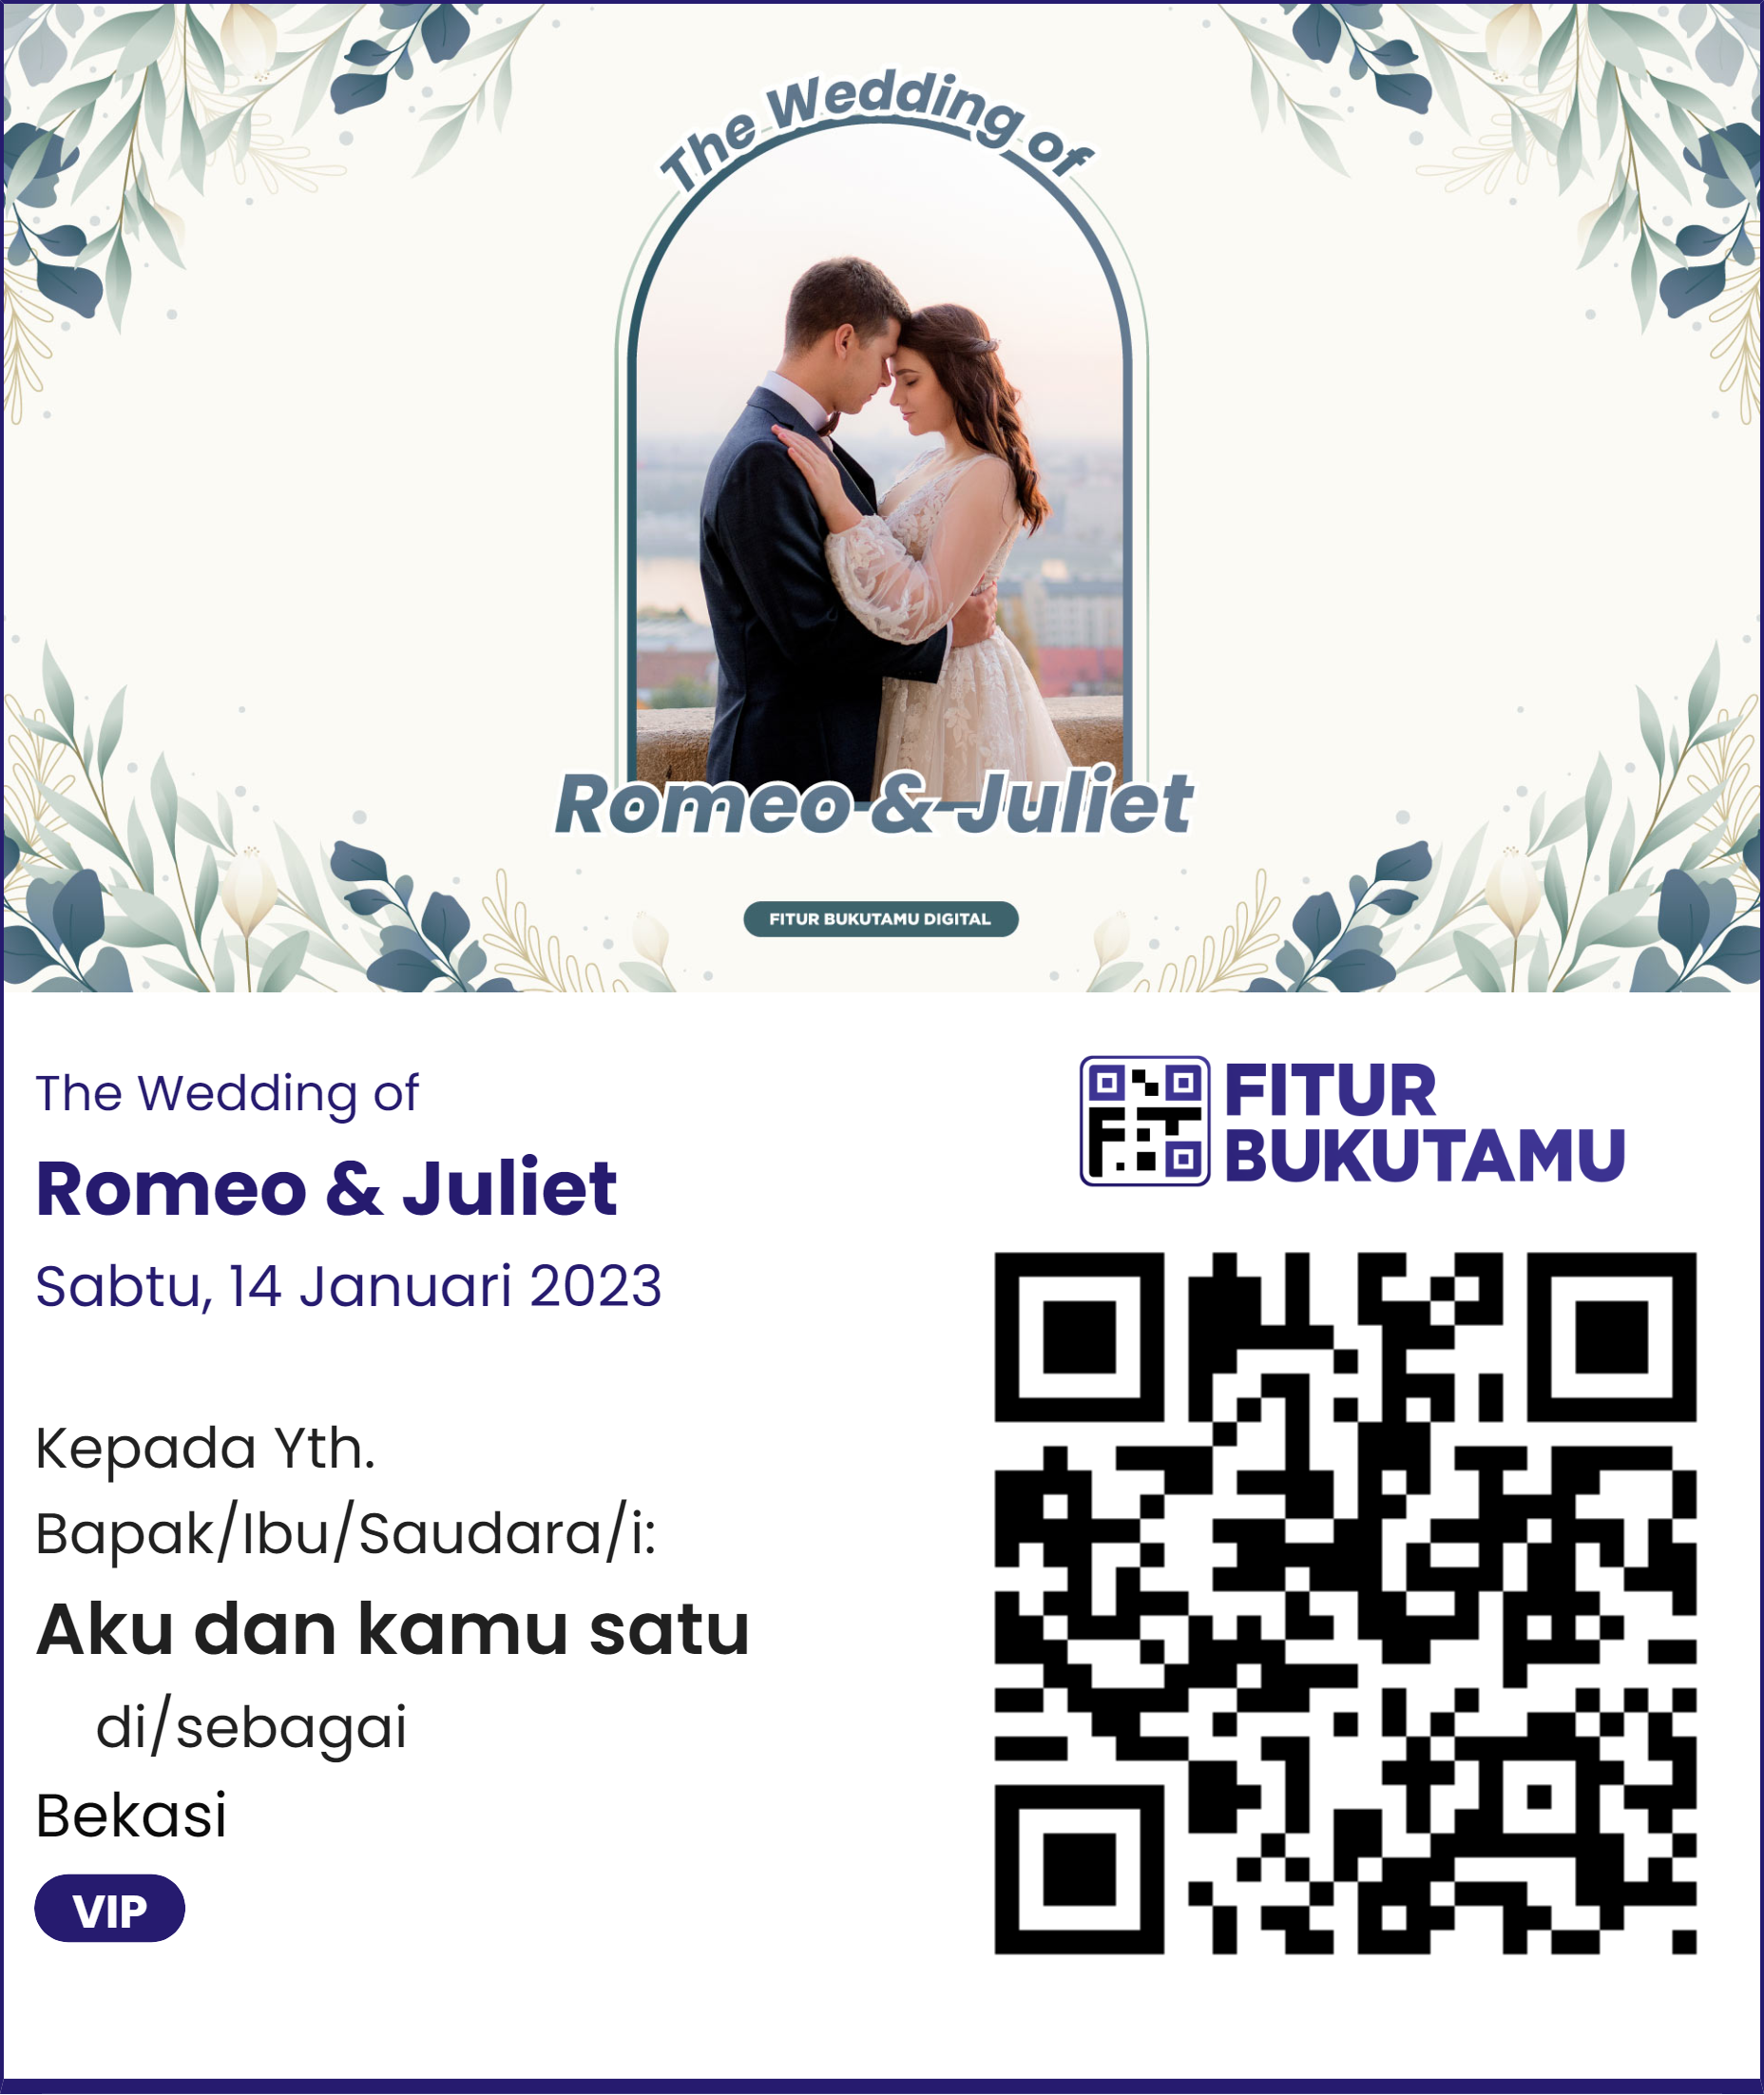 The Wedding of
Romeo & Juliet
FITUR BUKUTAMU DIGITAL
The Wedding of
Romeo & Juliet
Sabtu, 14 Januari 2023
Kepada Yth.
Bapak/Ibu/Saudara/i:
Aku dan kamu satu
di/sebagai
Bekasi
VIP
FiT
FITUR
BUKUTAMU